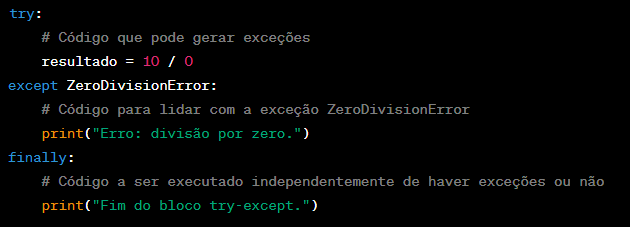 try:
    # Código que pode gerar exceções
    resultado = 10 / 0
except ZeroDivisionError:
    # Código para lidar com a exceção ZeroDivisionError
    print("Erro: divisão por zero.")
finally:
    # Código a ser executado independentemente de haver exceções ou não
    print("Fim do bloco try-except.")